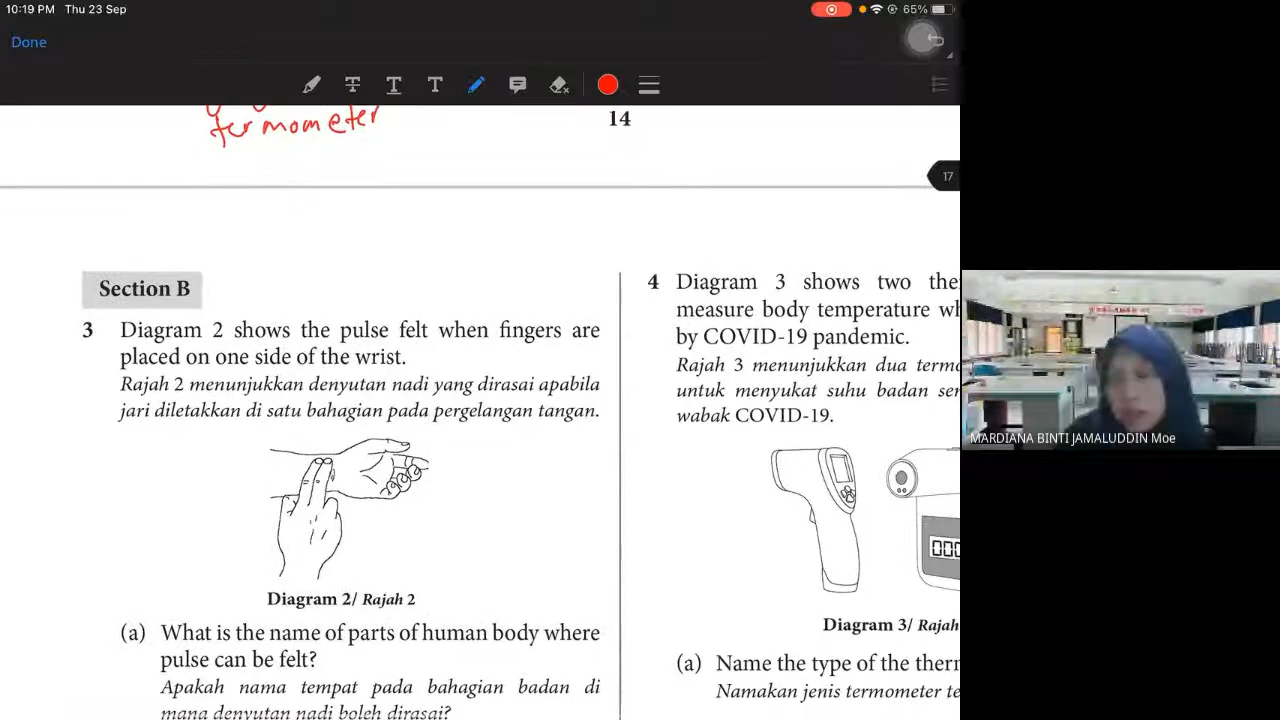 10:19 PM Thu 23 Sep
65%
Done
T T T
termometer
14
17
Section B
3 Diagram 2 shows the pulse felt when fingers are
placed on one side of the wrist.
Rajah 2 menunjukkan denyutan nadi yang dirasai apabila
jari diletakkan di satu bahagian pada pergelangan tangan.
Diagram 2/ Rajah 2
(a) What is the name of parts of human body where
pulse can be felt?
Apakah nama tempat pada bahagian badan di
mana denyutan nadi boleh dirasai?
4 Diagram 3 shows two the
measure body temperature wh
by COVID-19 pandemic.
Rajah 3 menunjukkan dua termo
untuk menyukat suhu badan sem
wabak COVID-19.
000
Diagram 3/ Rajah
(a) Name the type of the therm
Namakan jenis termometer te
MARDIANA BINTI JAMALUDDIN Moe